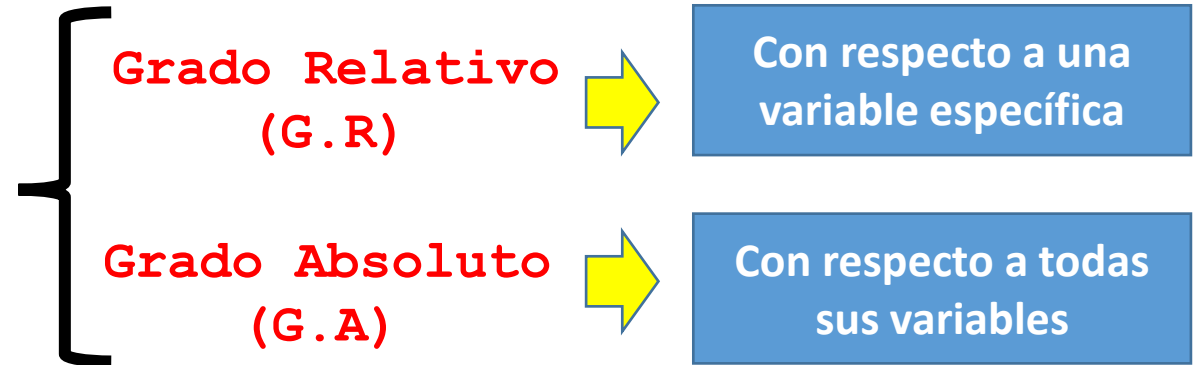 Grado Relativo
(G.R)
Con respecto a una
variable específica
Grado Absoluto
(G.A)
Con respecto a todas
sus variables